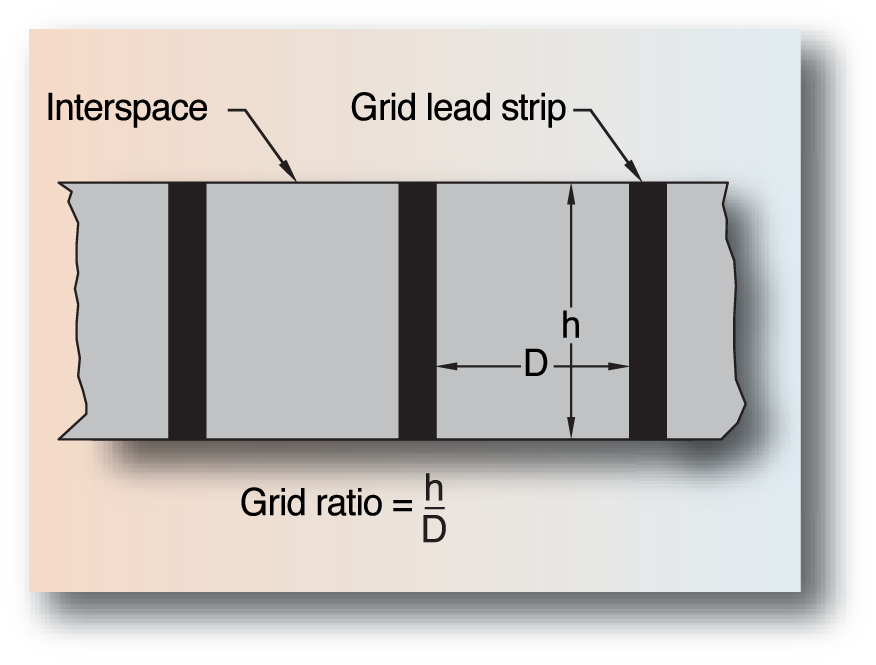 Interspace
Grid lead strip
h
D
Grid ratio = h/D